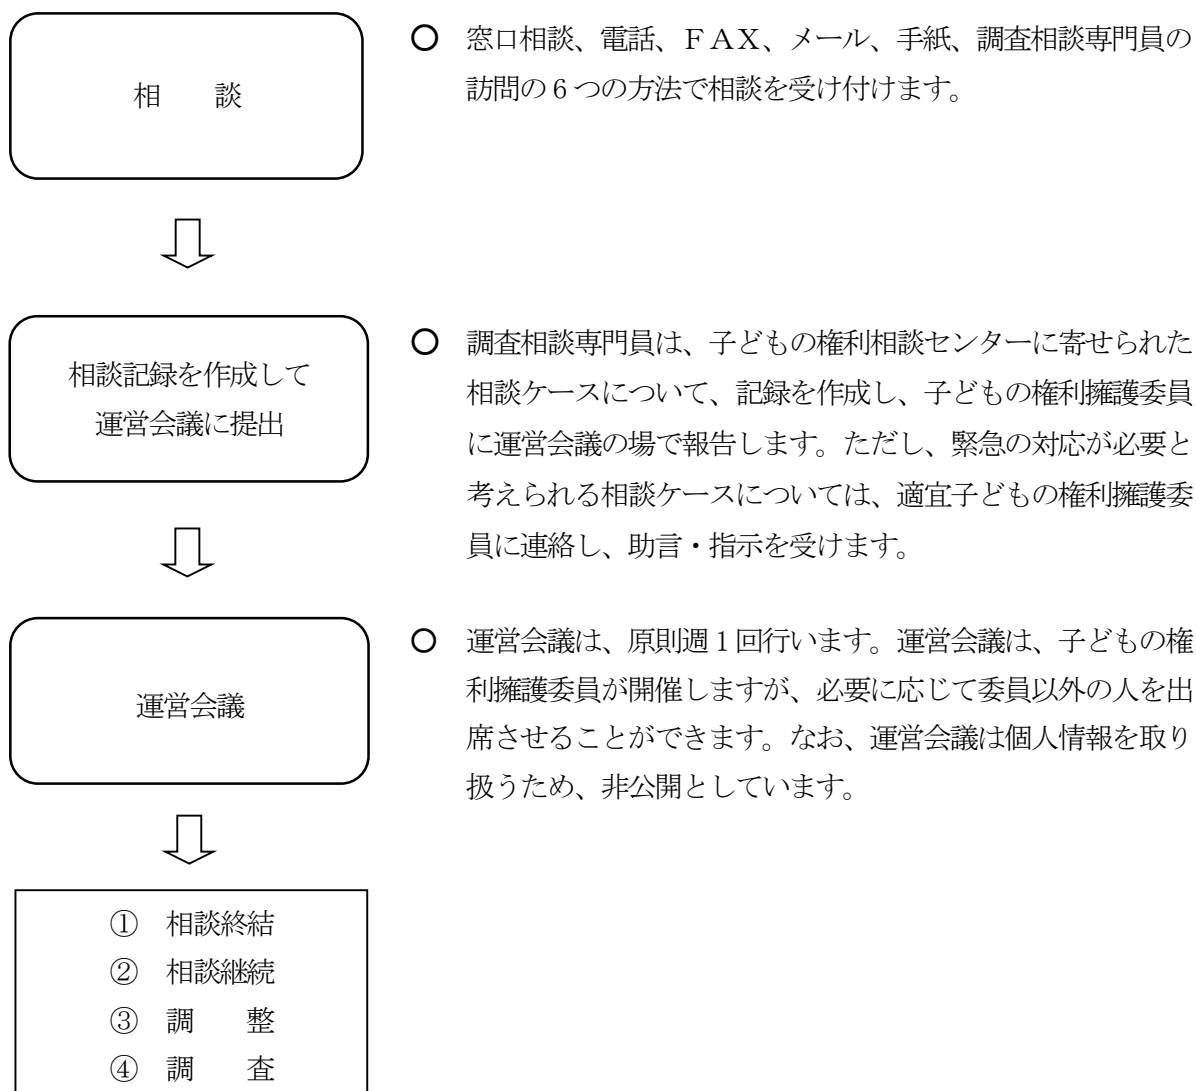 相　　談
○　窓口相談、電話、ＦＡＸ、メール、手紙、調査相談専門員の
訪問の６つの方法で相談を受け付けます。
相談記録を作成して
運営会議に提出
○　調査相談専門員は、子どもの権利相談センターに寄せられた
相談ケースについて、記録を作成し、子どもの権利擁護委員
に運営会議の場で報告します。ただし、緊急の対応が必要と
考えられる相談ケースについては、適宜子どもの権利擁護委
員に連絡し、助言・指示を受けます。
運営会議
○　運営会議は、原則週１回行います。運営会議は、子どもの権
利擁護委員が開催しますが、必要に応じて委員以外の人を出
席させることができます。なお、運営会議は個人情報を取り
扱うため、非公開としています。
①　相談終結
②　相談継続
③　調　　整
④　調　　査